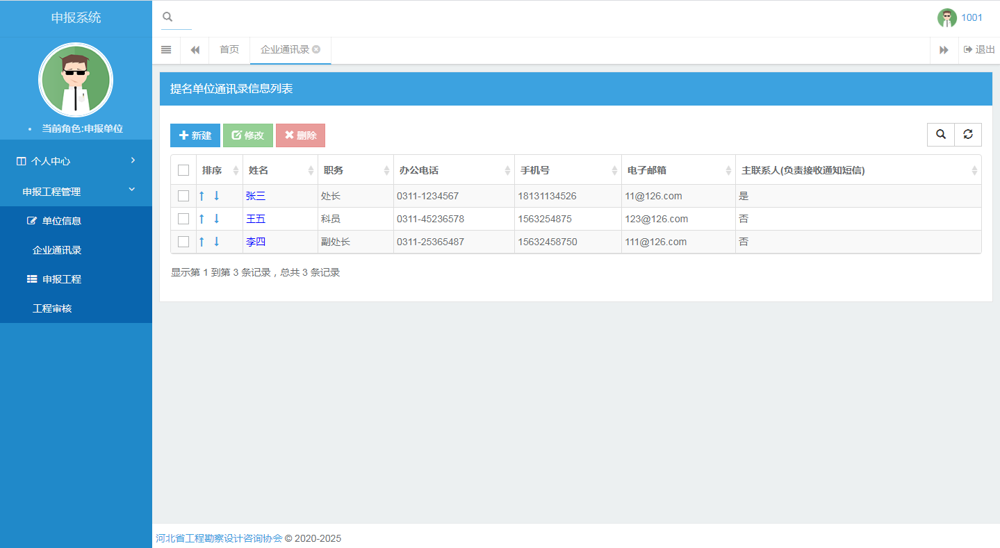 申报系统
1001
首页 企业通讯录
退出
当前角色:申报单位
个人中心
申报工程管理
单位信息
企业通讯录
申报工程
工程审核
提名单位通讯录信息列表
新建 修改 删除
排序 姓名 职务 办公电话 手机号 电子邮箱 主联系人(负责接收通知短信)
张三 处长 0311-1234567 18131134526 11@126.com 是
王五 科员 0311-45236578 1563254875 123@126.com 否
李四 副处长 0311-25365487 15632458750 111@126.com 否
显示第 1 到第 3 条记录，总共 3 条记录
河北省工程勘察设计咨询协会 © 2020-2025